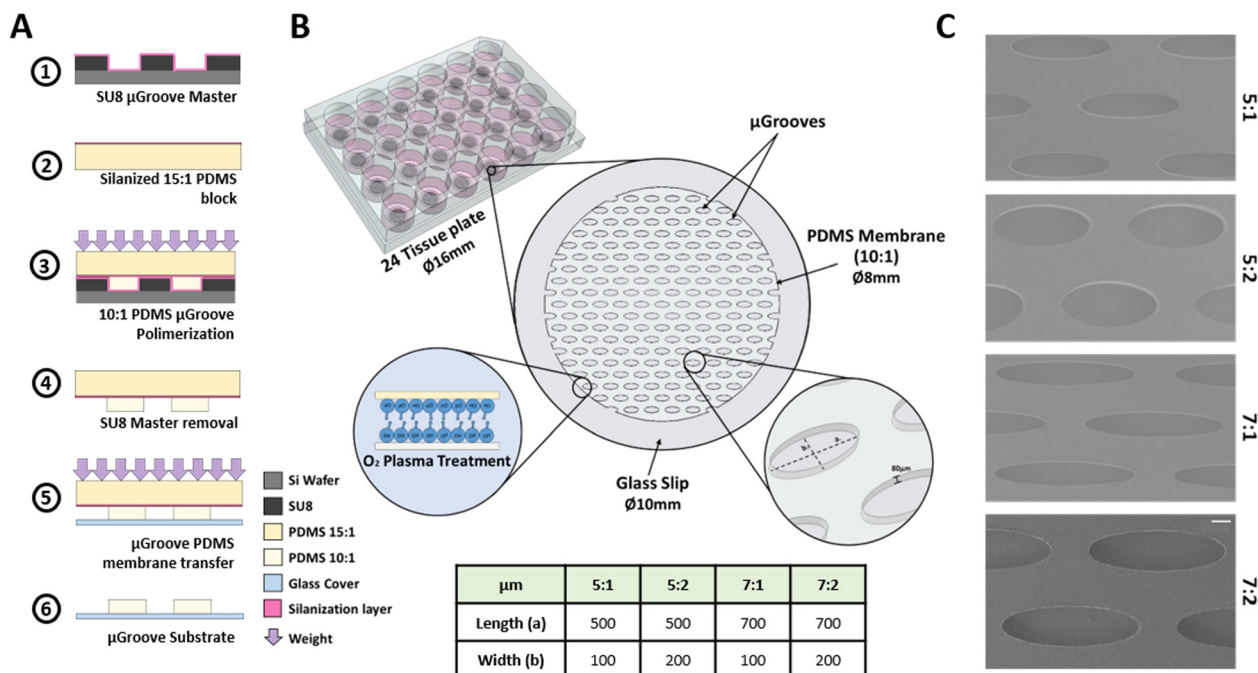 A
1
SU8 µGroove Master
2
Silanized 15:1 PDMS
block
3
10:1 PDMS µGroove
Polimerization
4
SU8 Master removal
5
µGroove PDMS
membrane transfer
6
µGroove Substrate
Si Wafer
SU8
PDMS 15:1
PDMS 10:1
Glass Cover
Silanization layer
Weight
B
24 Tissue plate
Ø16mm
µGrooves
PDMS Membrane
(10:1)
Ø8mm
O₂ Plasma Treatment
Glass Slip
Ø10mm
a
b
80µm
µm 5:1 5:2 7:1 7:2
Length (a) 500 500 700 700
Width (b) 100 200 100 200
C
5:1
5:2
7:1
7:2